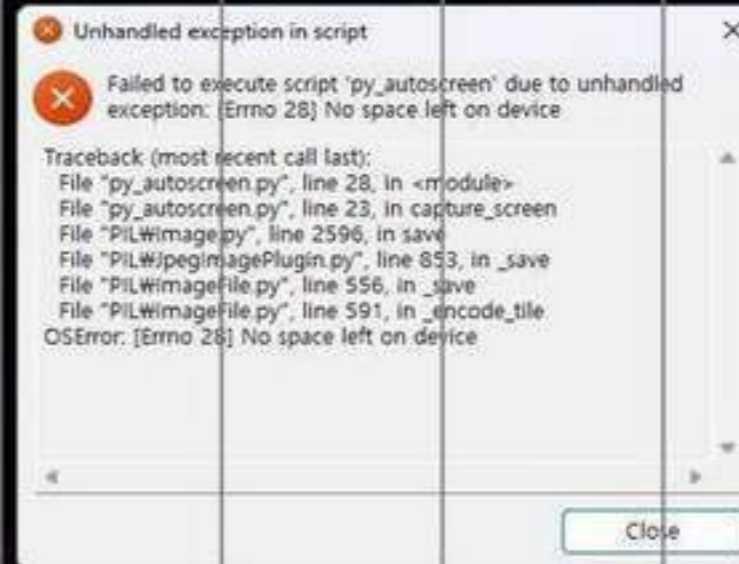 Unhandled exception in script
Failed to execute script 'py_autoscreen' due to unhandled
exception: [Errno 28] No space left on device
Traceback (most recent call last):
File "py_autoscreen.py", line 28, in <module>
File "py_autoscreen.py", line 23, in capture_screen
File "PIL₩Image.py", line 2596, in save
File "PIL₩JpegImagePlugin.py", line 853, in _save
File "PIL₩ImageFile.py", line 556, in _save
File "PIL₩ImageFile.py", line 591, in _encode_tile
OSError: [Errno 28] No space left on device
Close